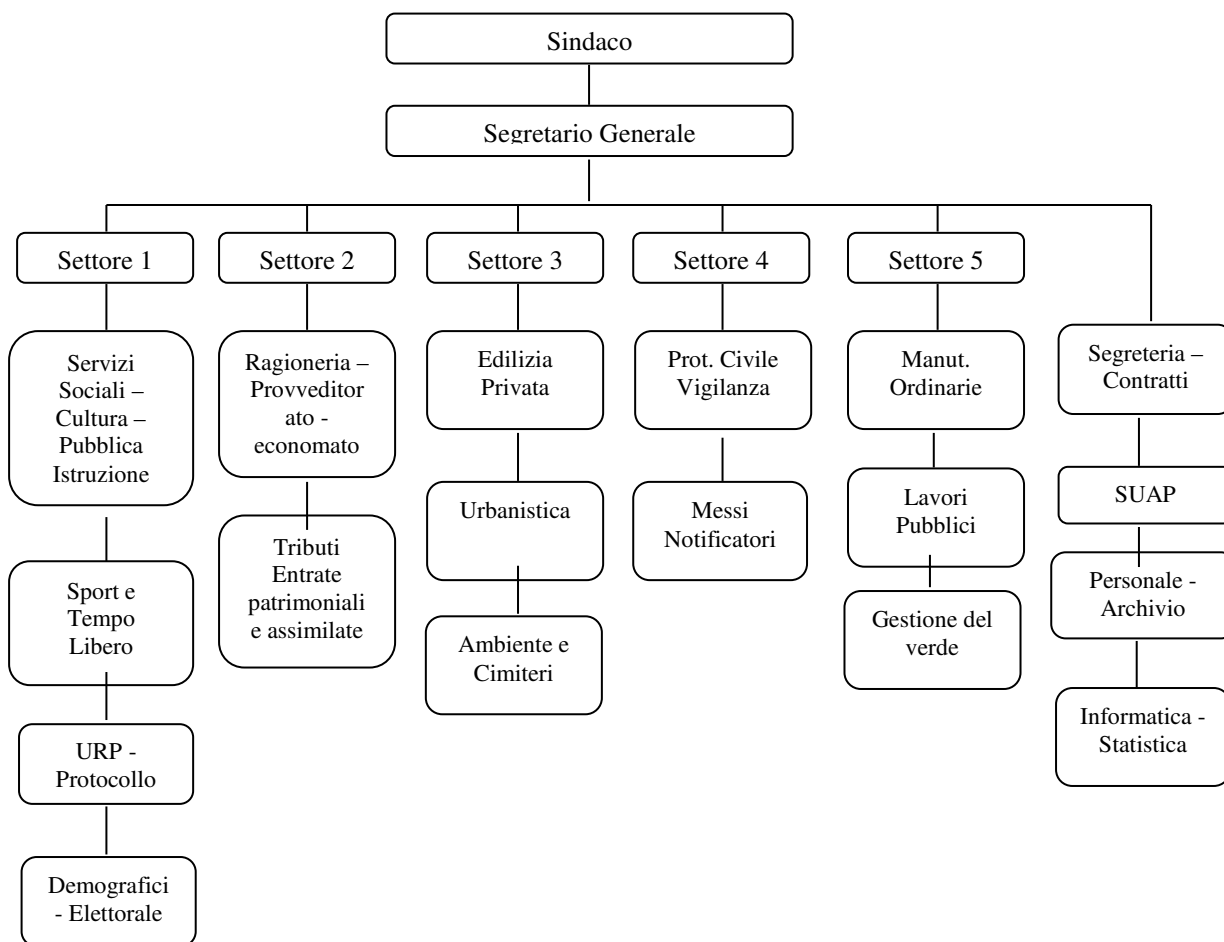 Sindaco
Segretario Generale
Settore 1
Settore 2
Settore 3
Settore 4
Settore 5
Servizi
Sociali –
Cultura –
Pubblica
Istruzione
Ragioneria –
Provveditor
ato -
economato
Edilizia
Privata
Prot. Civile
Vigilanza
Manut.
Ordinarie
Segreteria –
Contratti
Sport e
Tempo
Libero
Tributi
Entrate
patrimoniali
e assimilate
Urbanistica
Messi
Notificatori
Lavori
Pubblici
SUAP
Personale -
Archivio
URP -
Protocollo
Ambiente e
Cimiteri
Gestione del
verde
Informatica -
Statistica
Demografici
- Elettorale